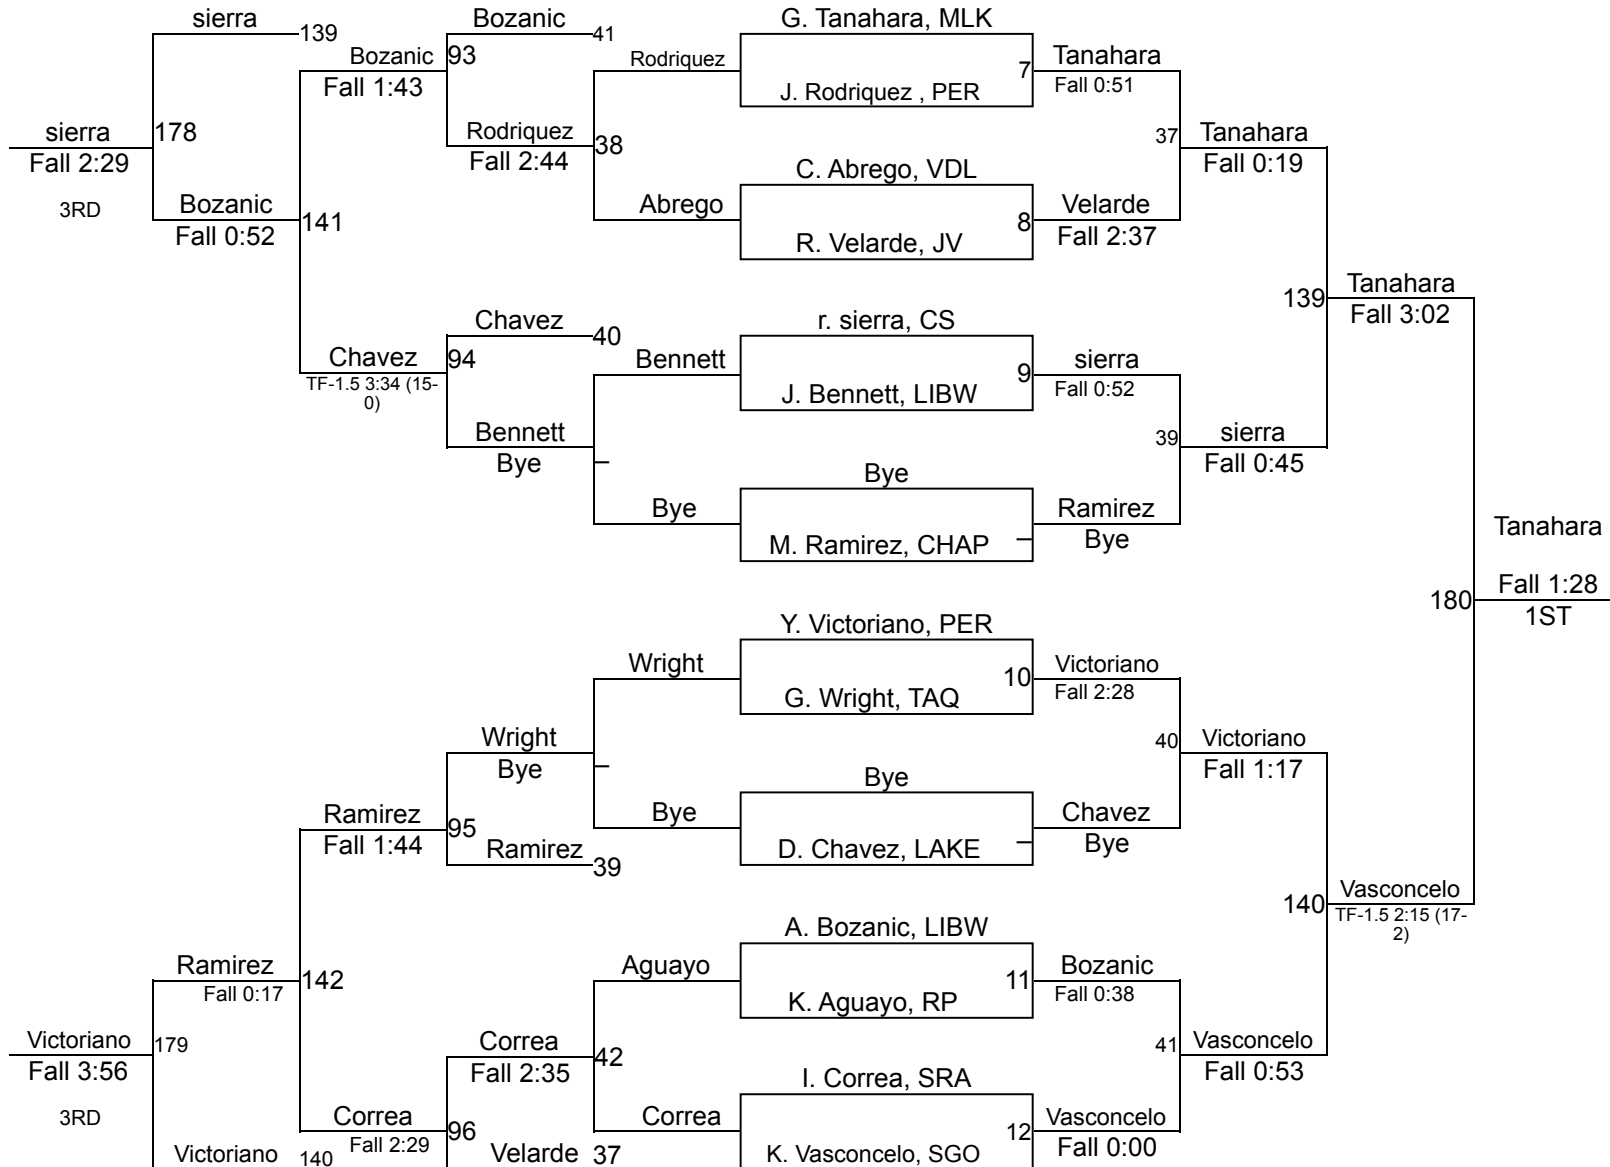 sierra
139
Bozanic
41
G. Tanahara, MLK
Bozanic
93
Fall 1:43
Rodriquez
7
J. Rodriquez , PER
Tanahara
Fall 0:51
sierra
178
Fall 2:29
3RD
Rodriquez
38
Fall 2:44
37
Tanahara
Fall 0:19
C. Abrego, VDL
Bozanic
141
Fall 0:52
Abrego
8
R. Velarde, JV
Velarde
Fall 2:37
139
Tanahara
Fall 3:02
Chavez
40
r. sierra, CS
Chavez
94
TF-1.5 3:34 (15-
0)
Bennett
9
J. Bennett, LIBW
sierra
Fall 0:52
Bennett
Bye
39
sierra
Fall 0:45
Bye
Bye
M. Ramirez, CHAP
Ramirez
Bye
Tanahara
180
Fall 1:28
1ST
Y. Victoriano, PER
Wright
10
G. Wright, TAQ
Victoriano
Fall 2:28
Wright
Bye
40
Victoriano
Fall 1:17
Bye
Ramirez
95
Fall 1:44
Bye
D. Chavez, LAKE
Chavez
Bye
Ramirez
39
140
Vasconcelo
TF-1.5 2:15 (17-
2)
A. Bozanic, LIBW
Ramirez
142
Fall 0:17
Aguayo
11
K. Aguayo, RP
Bozanic
Fall 0:38
Victoriano
179
Fall 3:56
3RD
Correa
42
Fall 2:35
41
Vasconcelo
Fall 0:53
I. Correa, SRA
Correa
96
Fall 2:29
Correa
12
K. Vasconcelo, SGO
Vasconcelo
Fall 0:00
Victoriano
140
Velarde
37